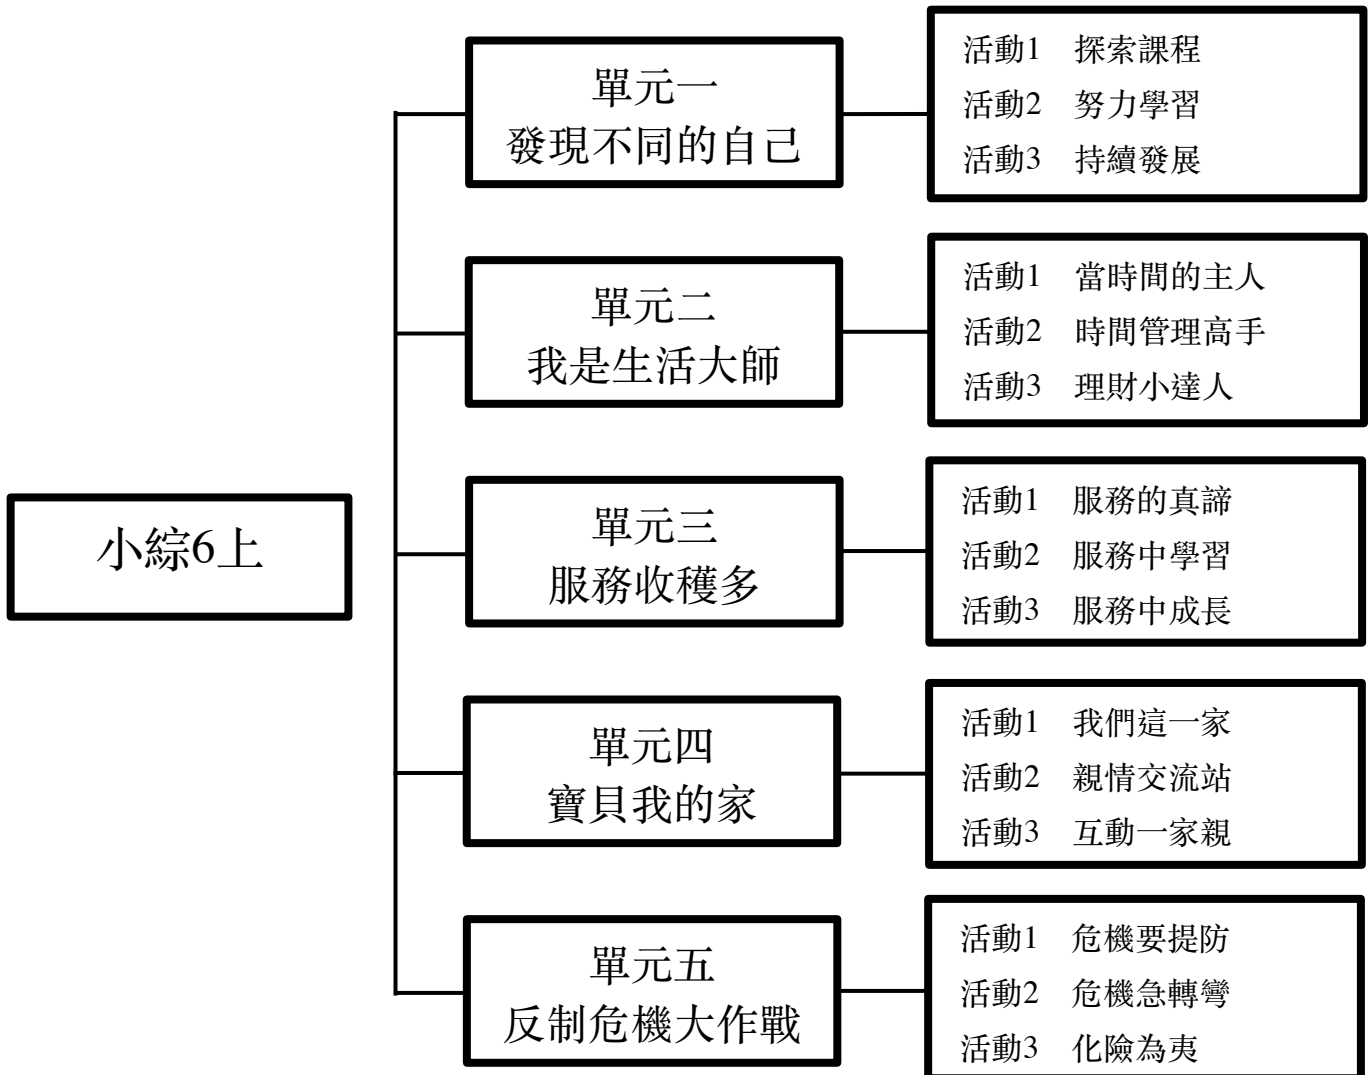 小綜6上
單元一
發現不同的自己
活動1　探索課程
活動2　努力學習
活動3　持續發展
單元二
我是生活大師
活動1　當時間的主人
活動2　時間管理高手
活動3　理財小達人
單元三
服務收穫多
活動1　服務的真諦
活動2　服務中學習
活動3　服務中成長
單元四
寶貝我的家
活動1　我們這一家
活動2　親情交流站
活動3　互動一家親
單元五
反制危機大作戰
活動1　危機要提防
活動2　危機急轉彎
活動3　化險為夷